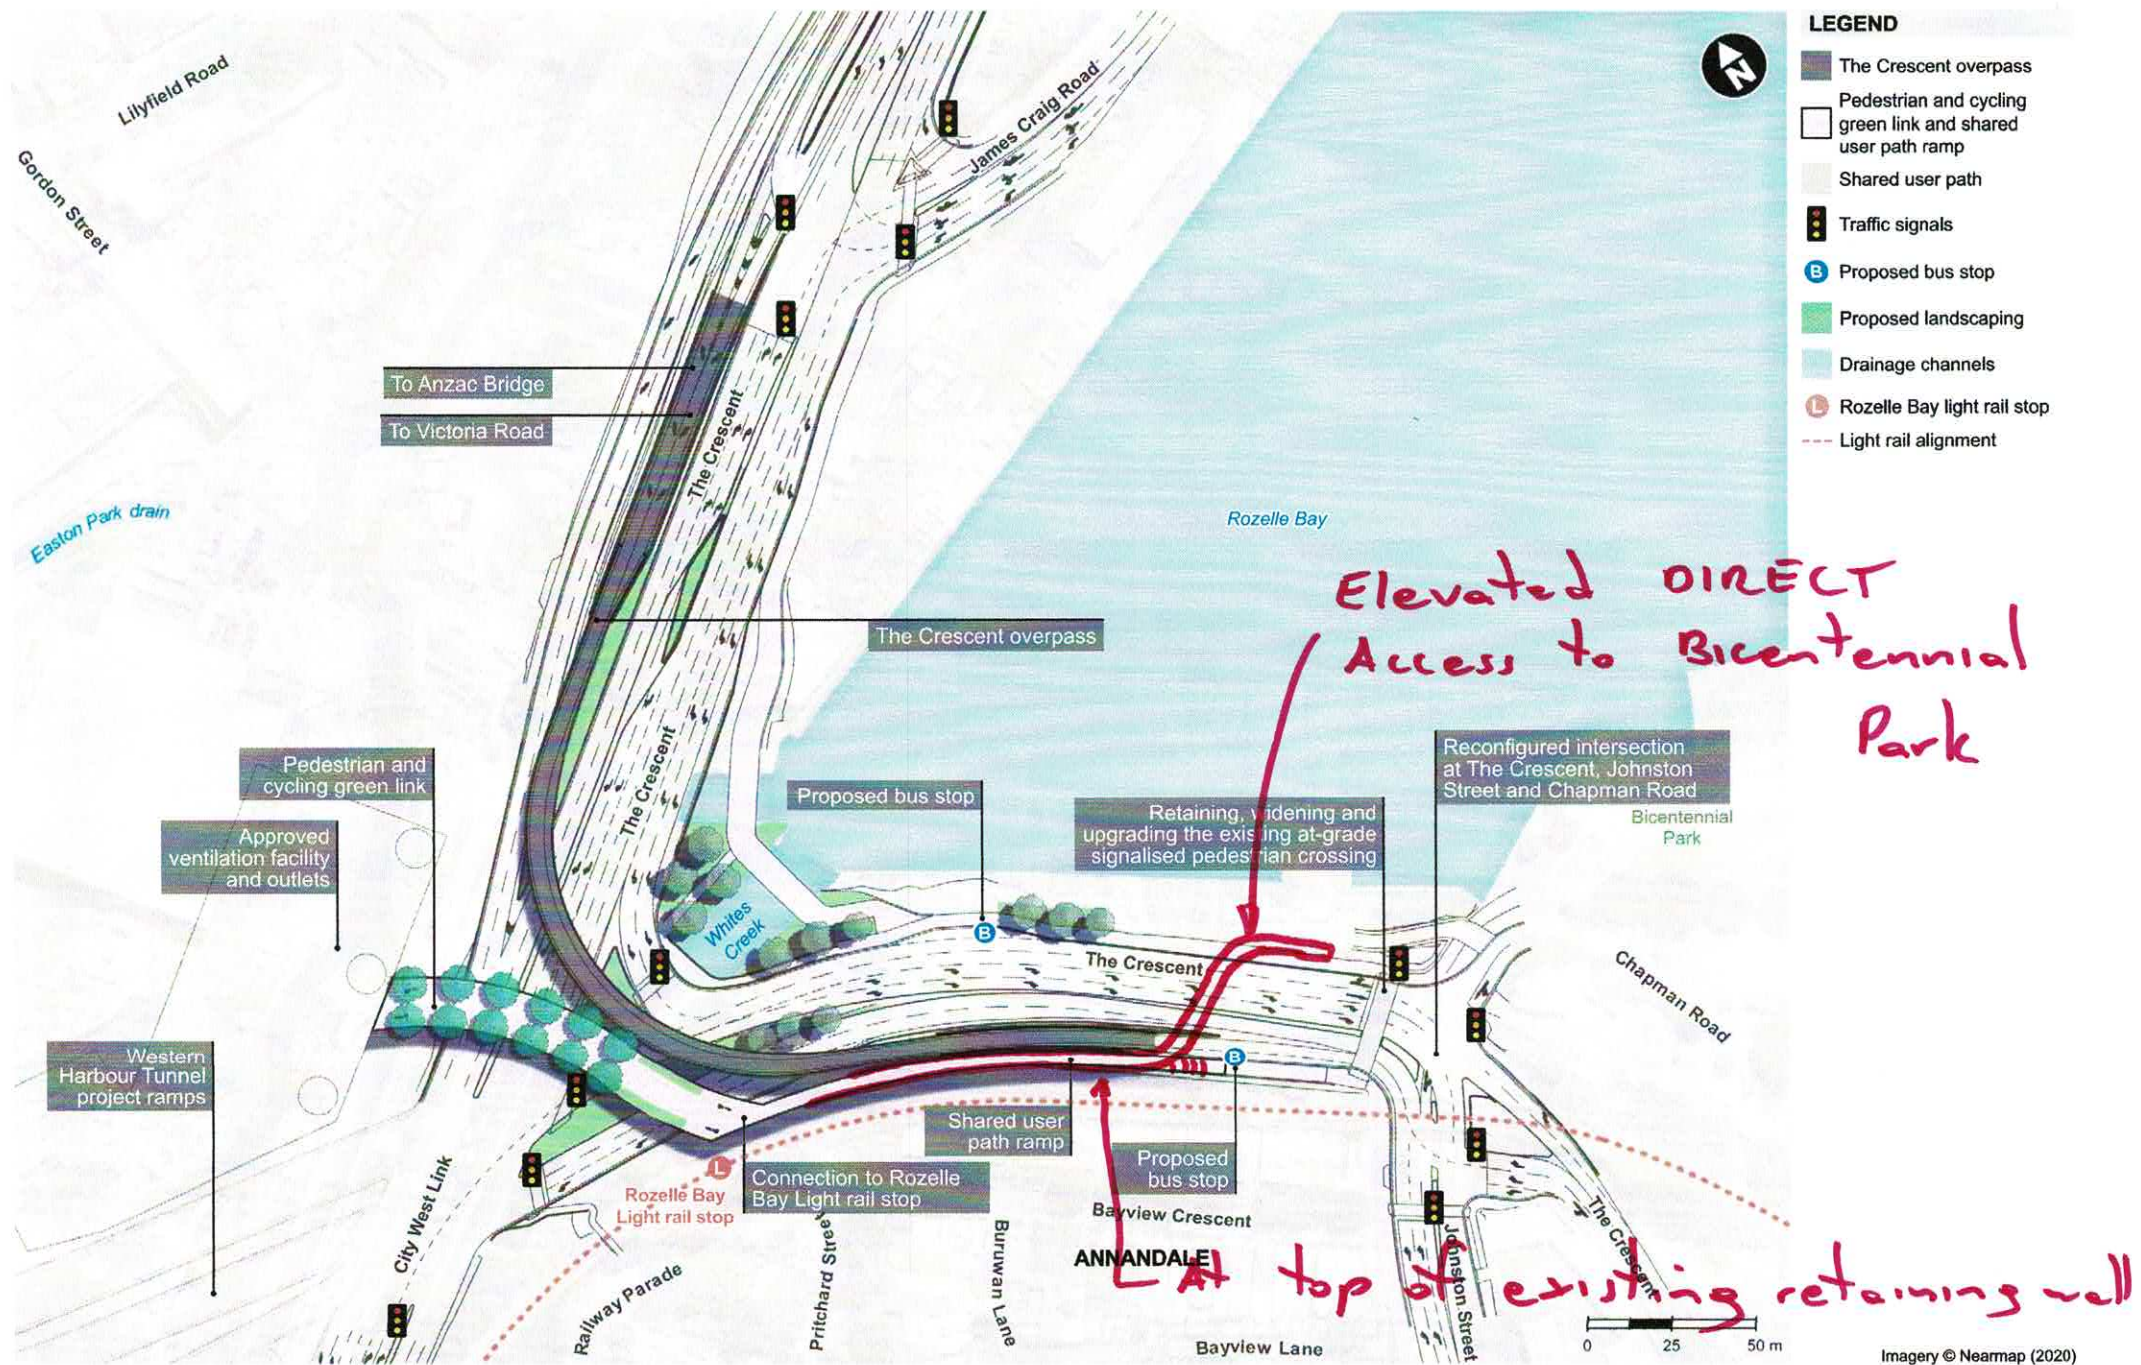 LEGEND
The Crescent overpass
Pedestrian and cycling
green link and shared
user path ramp
Shared user path
Traffic signals
B Proposed bus stop
Proposed landscaping
Drainage channels
L Rozelle Bay light rail stop
Light rail alignment
N
Lilyfield Road
Gordon Street
James Craig Road
Easton Park drain
To Anzac Bridge
To Victoria Road
The Crescent
Rozelle Bay
Elevated DIRECT
Access to Bicentennial
Park
The Crescent overpass
The Crescent
Pedestrian and
cycling green link
Approved
ventilation facility
and outlets
Proposed bus stop
Retaining, widening and
upgrading the existing at-grade
signalised pedestrian crossing
Reconfigured intersection
at The Crescent, Johnston
Street and Chapman Road
Bicentennial
Park
Whites
Creek
B
The Crescent
Chapman Road
Western
Harbour Tunnel
project ramps
B
Shared user
path ramp
Proposed
bus stop
Connection to Rozelle
Bay Light rail stop
L
Rozelle Bay
Light rail stop
City West Link
Railway Parade
Pritchard Street
Burnwan Lane
Bayview Crescent
ANNANDALE
At top of existing retaining wall
Johnston Street
The Crescent
Bayview Lane
0 25 50 m
Imagery © Nearmap (2020)